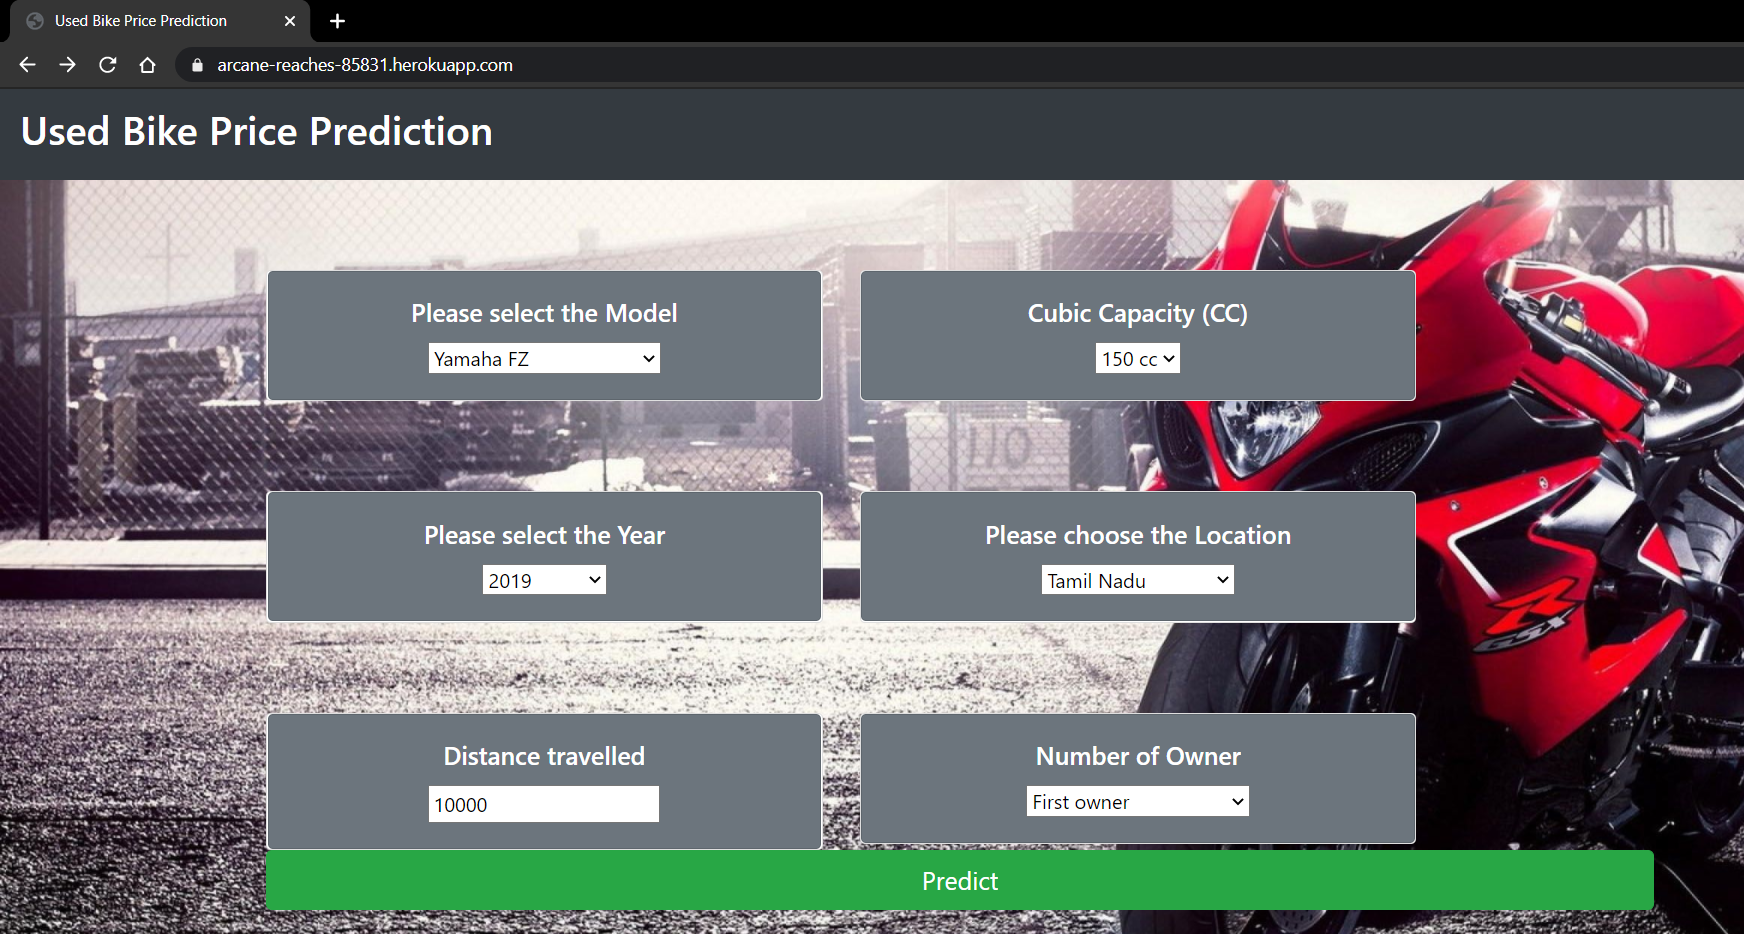 Used Bike Price Prediction
arcane-reaches-85831.herokuapp.com
Used Bike Price Prediction
Please select the Model
Yamaha FZ
Cubic Capacity (CC)
150 cc
Please select the Year
2019
Please choose the Location
Tamil Nadu
Distance travelled
10000
Number of Owner
First owner
Predict
110
R
GSX